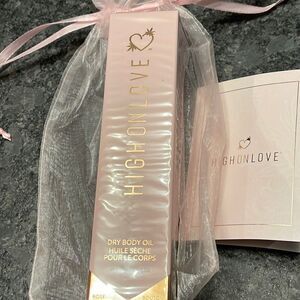 HIGHONLOVE
DRY BODY OIL
HUILE SÈCHE
POUR LE CORPS
HIGHONLOVE